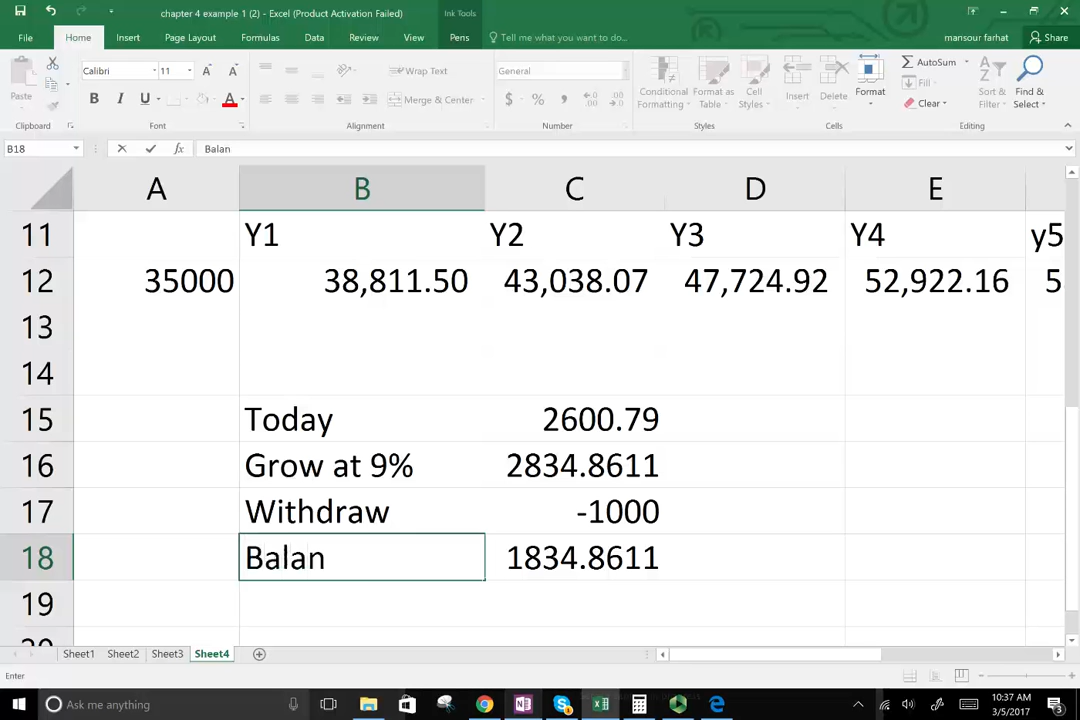 chapter 4 example 1 (2) - Excel (Product Activation Failed)
Ink Tools
File Home Insert Page Layout Formulas Data Review View Pens Tell me what you want to do... mansour farhat Share
Paste
Clipboard
Calibri 11 A A
B I U A
Font
Wrap Text
Merge & Center
Alignment
General
$ % ,
Number
Conditional Formatting
Format as Table
Cell Styles
Styles
Insert Delete Format
Cells
AutoSum
Fill
Clear
Sort & Filter
Find & Select
Editing
B18 fx Balan
A B C D E
11 Y1 Y2 Y3 Y4 y5
12 35000 38,811.50 43,038.07 47,724.92 52,922.16 5
13
14
15 Today 2600.79
16 Grow at 9% 2834.8611
17 Withdraw -1000
18 Balan 1834.8611
19
20
Sheet1 Sheet2 Sheet3 Sheet4
Enter
Ask me anything
10:37 AM
3/5/2017
3